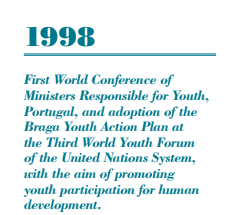 1998
First World Conference of
Ministers Responsible for Youth,
Portugal, and adoption of the
Braga Youth Action Plan at
the Third World Youth Forum
of the United Nations System,
with the aim of promoting
youth participation for human
development.